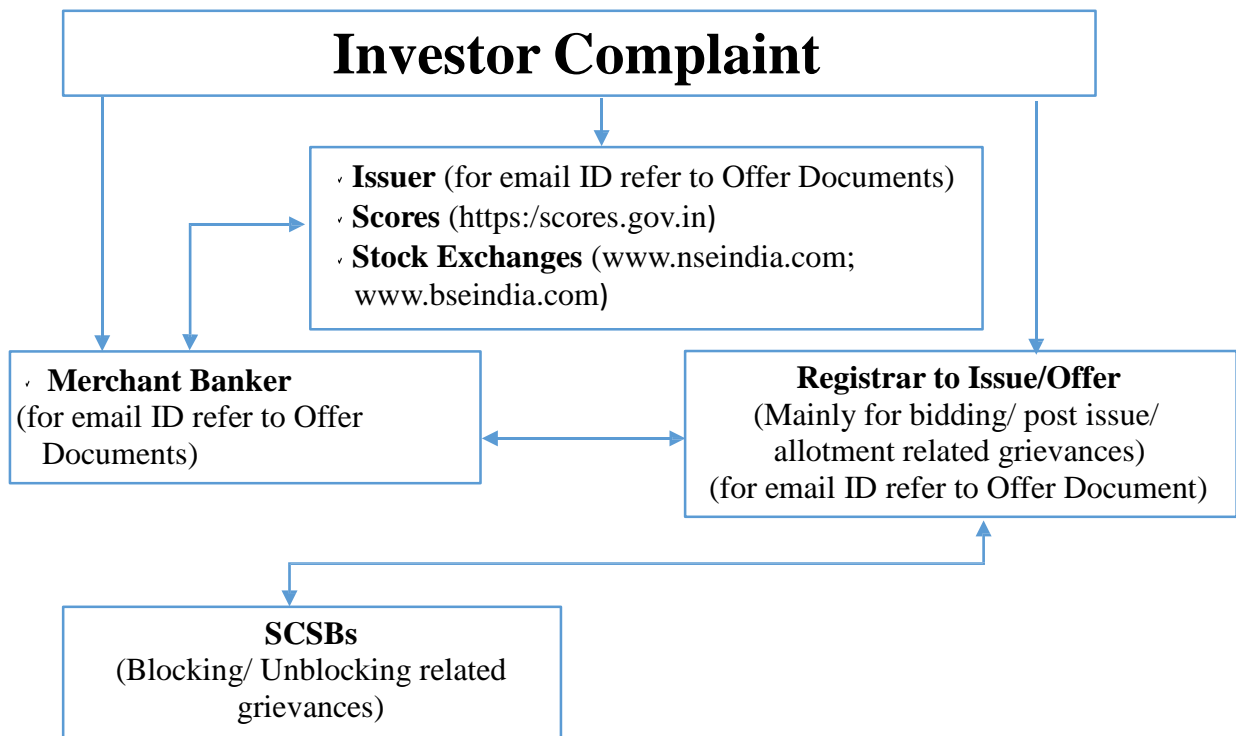 Investor Complaint
✓ Issuer (for email ID refer to Offer Documents)
✓ Scores (https:/scores.gov.in)
✓ Stock Exchanges (www.nseindia.com;
www.bseindia.com)
✓ Merchant Banker
(for email ID refer to Offer
Documents)
Registrar to Issue/Offer
(Mainly for bidding/ post issue/
allotment related grievances)
(for email ID refer to Offer Document)
SCSBs
(Blocking/ Unblocking related
grievances)